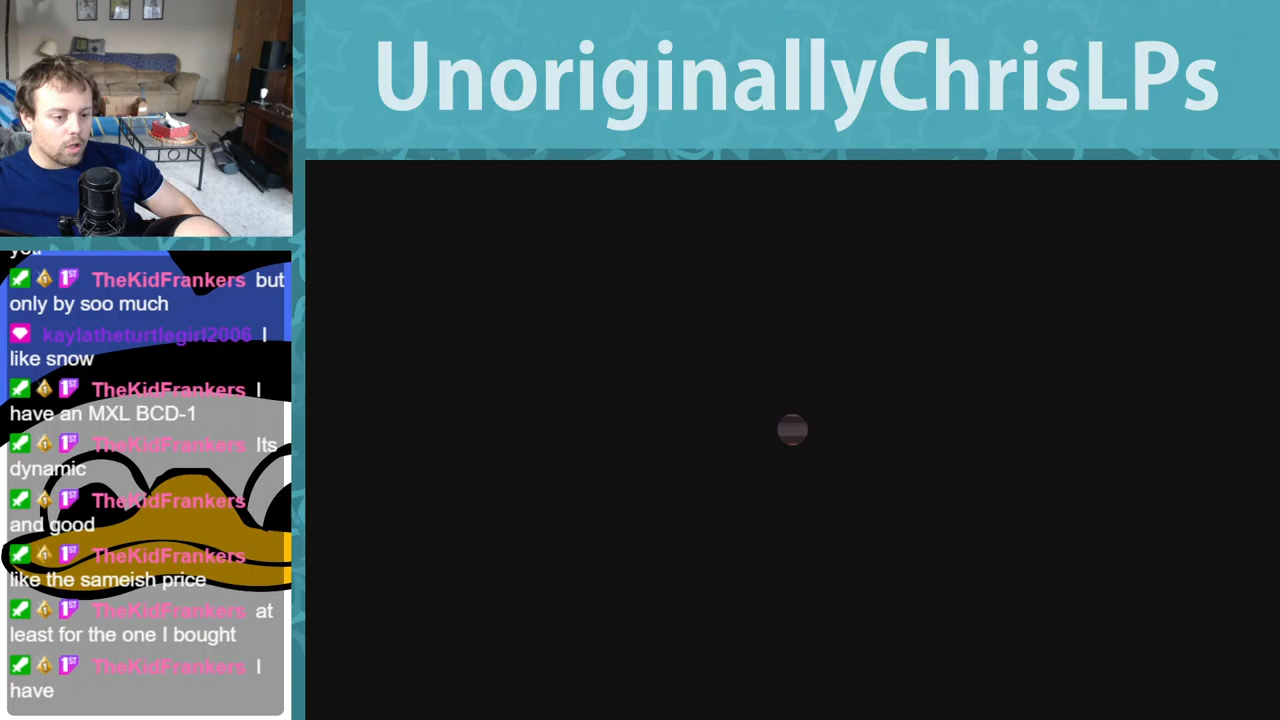 UnoriginallyChrisLPs
you
TheKidFrankers but
only by soo much
kaylatheturtlegirl2006 I
like snow
TheKidFrankers I
have an MXL BCD-1
TheKidFrankers Its
dynamic
TheKidFrankers
and good
TheKidFrankers
like the sameish price
TheKidFrankers at
least for the one I bought
TheKidFrankers I
have